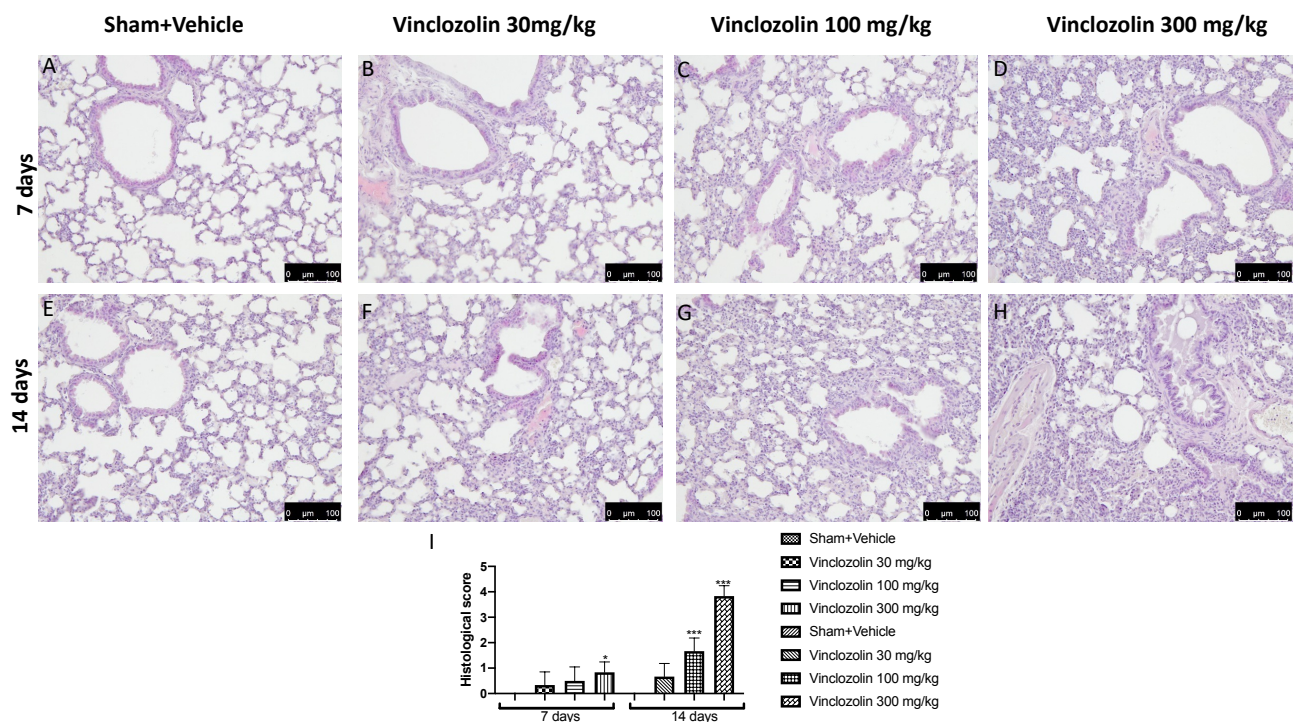 Sham+Vehicle Vinclozolin 30mg/kg Vinclozolin 100 mg/kg Vinclozolin 300 mg/kg
7 days
A B C D
0 µm 100 0 µm 100 0 µm 100 0 µm 100
14 days
E F G H
0 µm 100 0 µm 100 0 µm 100 0 µm 100
I
Histological score
5
4
3
2
1
0
*
***
***
7 days 14 days
Sham+Vehicle
Vinclozolin 30 mg/kg
Vinclozolin 100 mg/kg
Vinclozolin 300 mg/kg
Sham+Vehicle
Vinclozolin 30 mg/kg
Vinclozolin 100 mg/kg
Vinclozolin 300 mg/kg